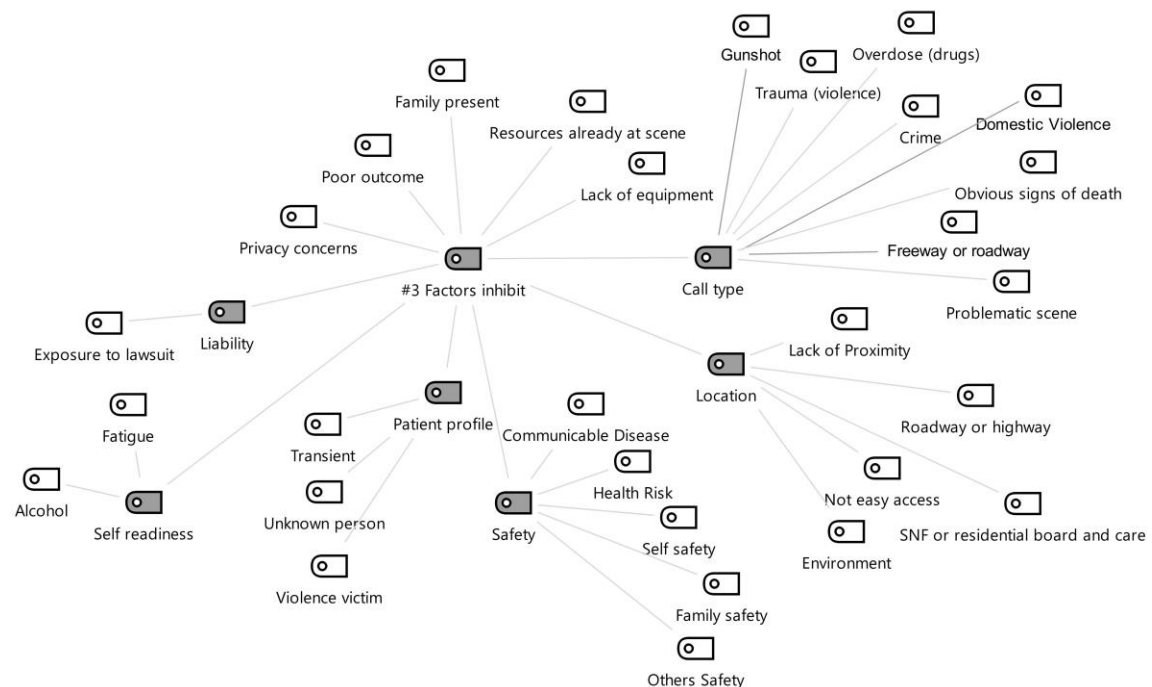 Gunshot
Overdose (drugs)
Family present
Trauma (violence)
Resources already at scene
Crime
Domestic Violence
Poor outcome
Lack of equipment
Obvious signs of death
Privacy concerns
Freeway or roadway
#3 Factors inhibit
Call type
Problematic scene
Exposure to lawsuit
Liability
Lack of Proximity
Fatigue
Patient profile
Location
Roadway or highway
Transient
Communicable Disease
Health Risk
Not easy access
Alcohol
Self readiness
Unknown person
Safety
Self safety
SNF or residential board and care
Environment
Violence victim
Family safety
Others Safety